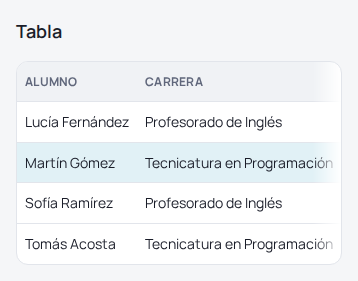 Tabla
ALUMNO CARRERA
Lucía Fernández Profesorado de Inglés
Martín Gómez Tecnicatura en Programación
Sofía Ramírez Profesorado de Inglés
Tomás Acosta Tecnicatura en Programación